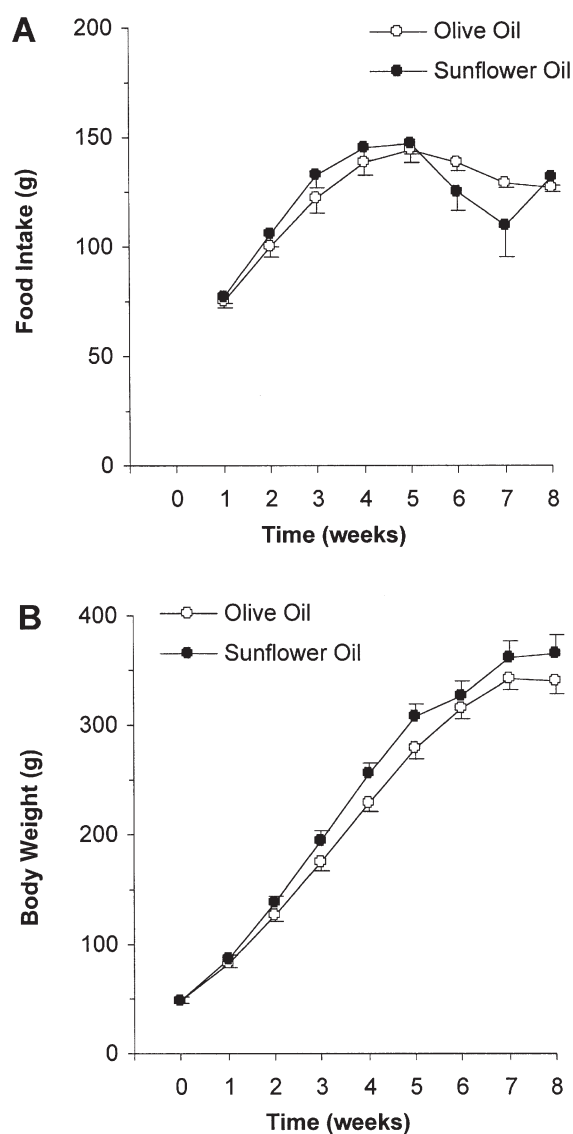 A
Olive Oil
Sunflower Oil
200
150
100
50
0
Food Intake (g)
0 1 2 3 4 5 6 7 8
Time (weeks)
B
Olive Oil
Sunflower Oil
400
300
200
100
0
Body Weight (g)
0 1 2 3 4 5 6 7 8
Time (weeks)